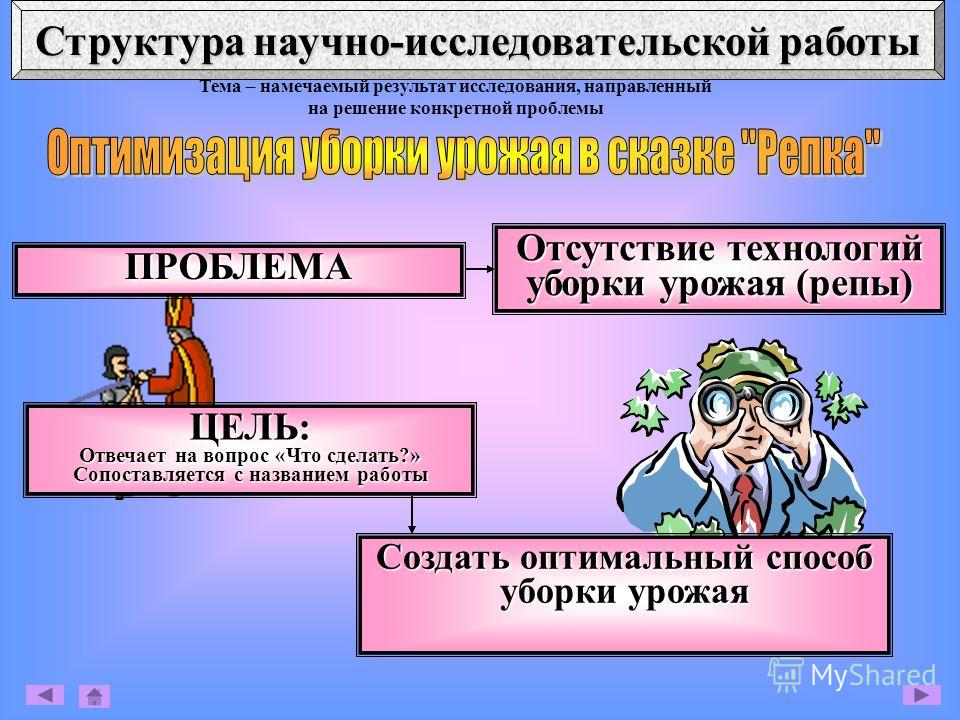 Структура научно-исследовательской работы
Тема – намечаемый результат исследования, направленный
на решение конкретной проблемы
Оптимизация уборки урожая в сказке "Репка"
ПРОБЛЕМА
Отсутствие технологий
уборки урожая (репы)
ЦЕЛЬ:
Отвечает на вопрос «Что сделать?»
Сопоставляется с названием работы
Создать оптимальный способ
уборки урожая
MyShared